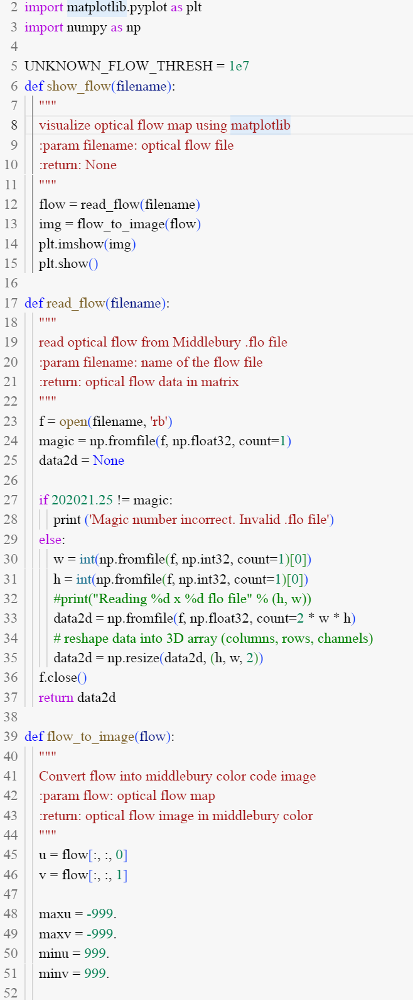 2 import matplotlib.pyplot as plt
3 import numpy as np
4
5 UNKNOWN_FLOW_THRESH = 1e7
6 def show_flow(filename):
7     """
8     visualize optical flow map using matplotlib
9     :param filename: optical flow file
10     :return: None
11     """
12     flow = read_flow(filename)
13     img = flow_to_image(flow)
14     plt.imshow(img)
15     plt.show()
16
17 def read_flow(filename):
18     """
19     read optical flow from Middlebury .flo file
20     :param filename: name of the flow file
21     :return: optical flow data in matrix
22     """
23     f = open(filename, 'rb')
24     magic = np.fromfile(f, np.float32, count=1)
25     data2d = None
26
27     if 202021.25 != magic:
28         print ('Magic number incorrect. Invalid .flo file')
29     else:
30         w = int(np.fromfile(f, np.int32, count=1)[0])
31         h = int(np.fromfile(f, np.int32, count=1)[0])
32         #print("Reading %d x %d flo file" % (h, w))
33         data2d = np.fromfile(f, np.float32, count=2 * w * h)
34         # reshape data into 3D array (columns, rows, channels)
35         data2d = np.resize(data2d, (h, w, 2))
36     f.close()
37     return data2d
38
39 def flow_to_image(flow):
40     """
41     Convert flow into middlebury color code image
42     :param flow: optical flow map
43     :return: optical flow image in middlebury color
44     """
45     u = flow[:, :, 0]
46     v = flow[:, :, 1]
47
48     maxu = -999.
49     maxv = -999.
50     minu = 999.
51     minv = 999.
52